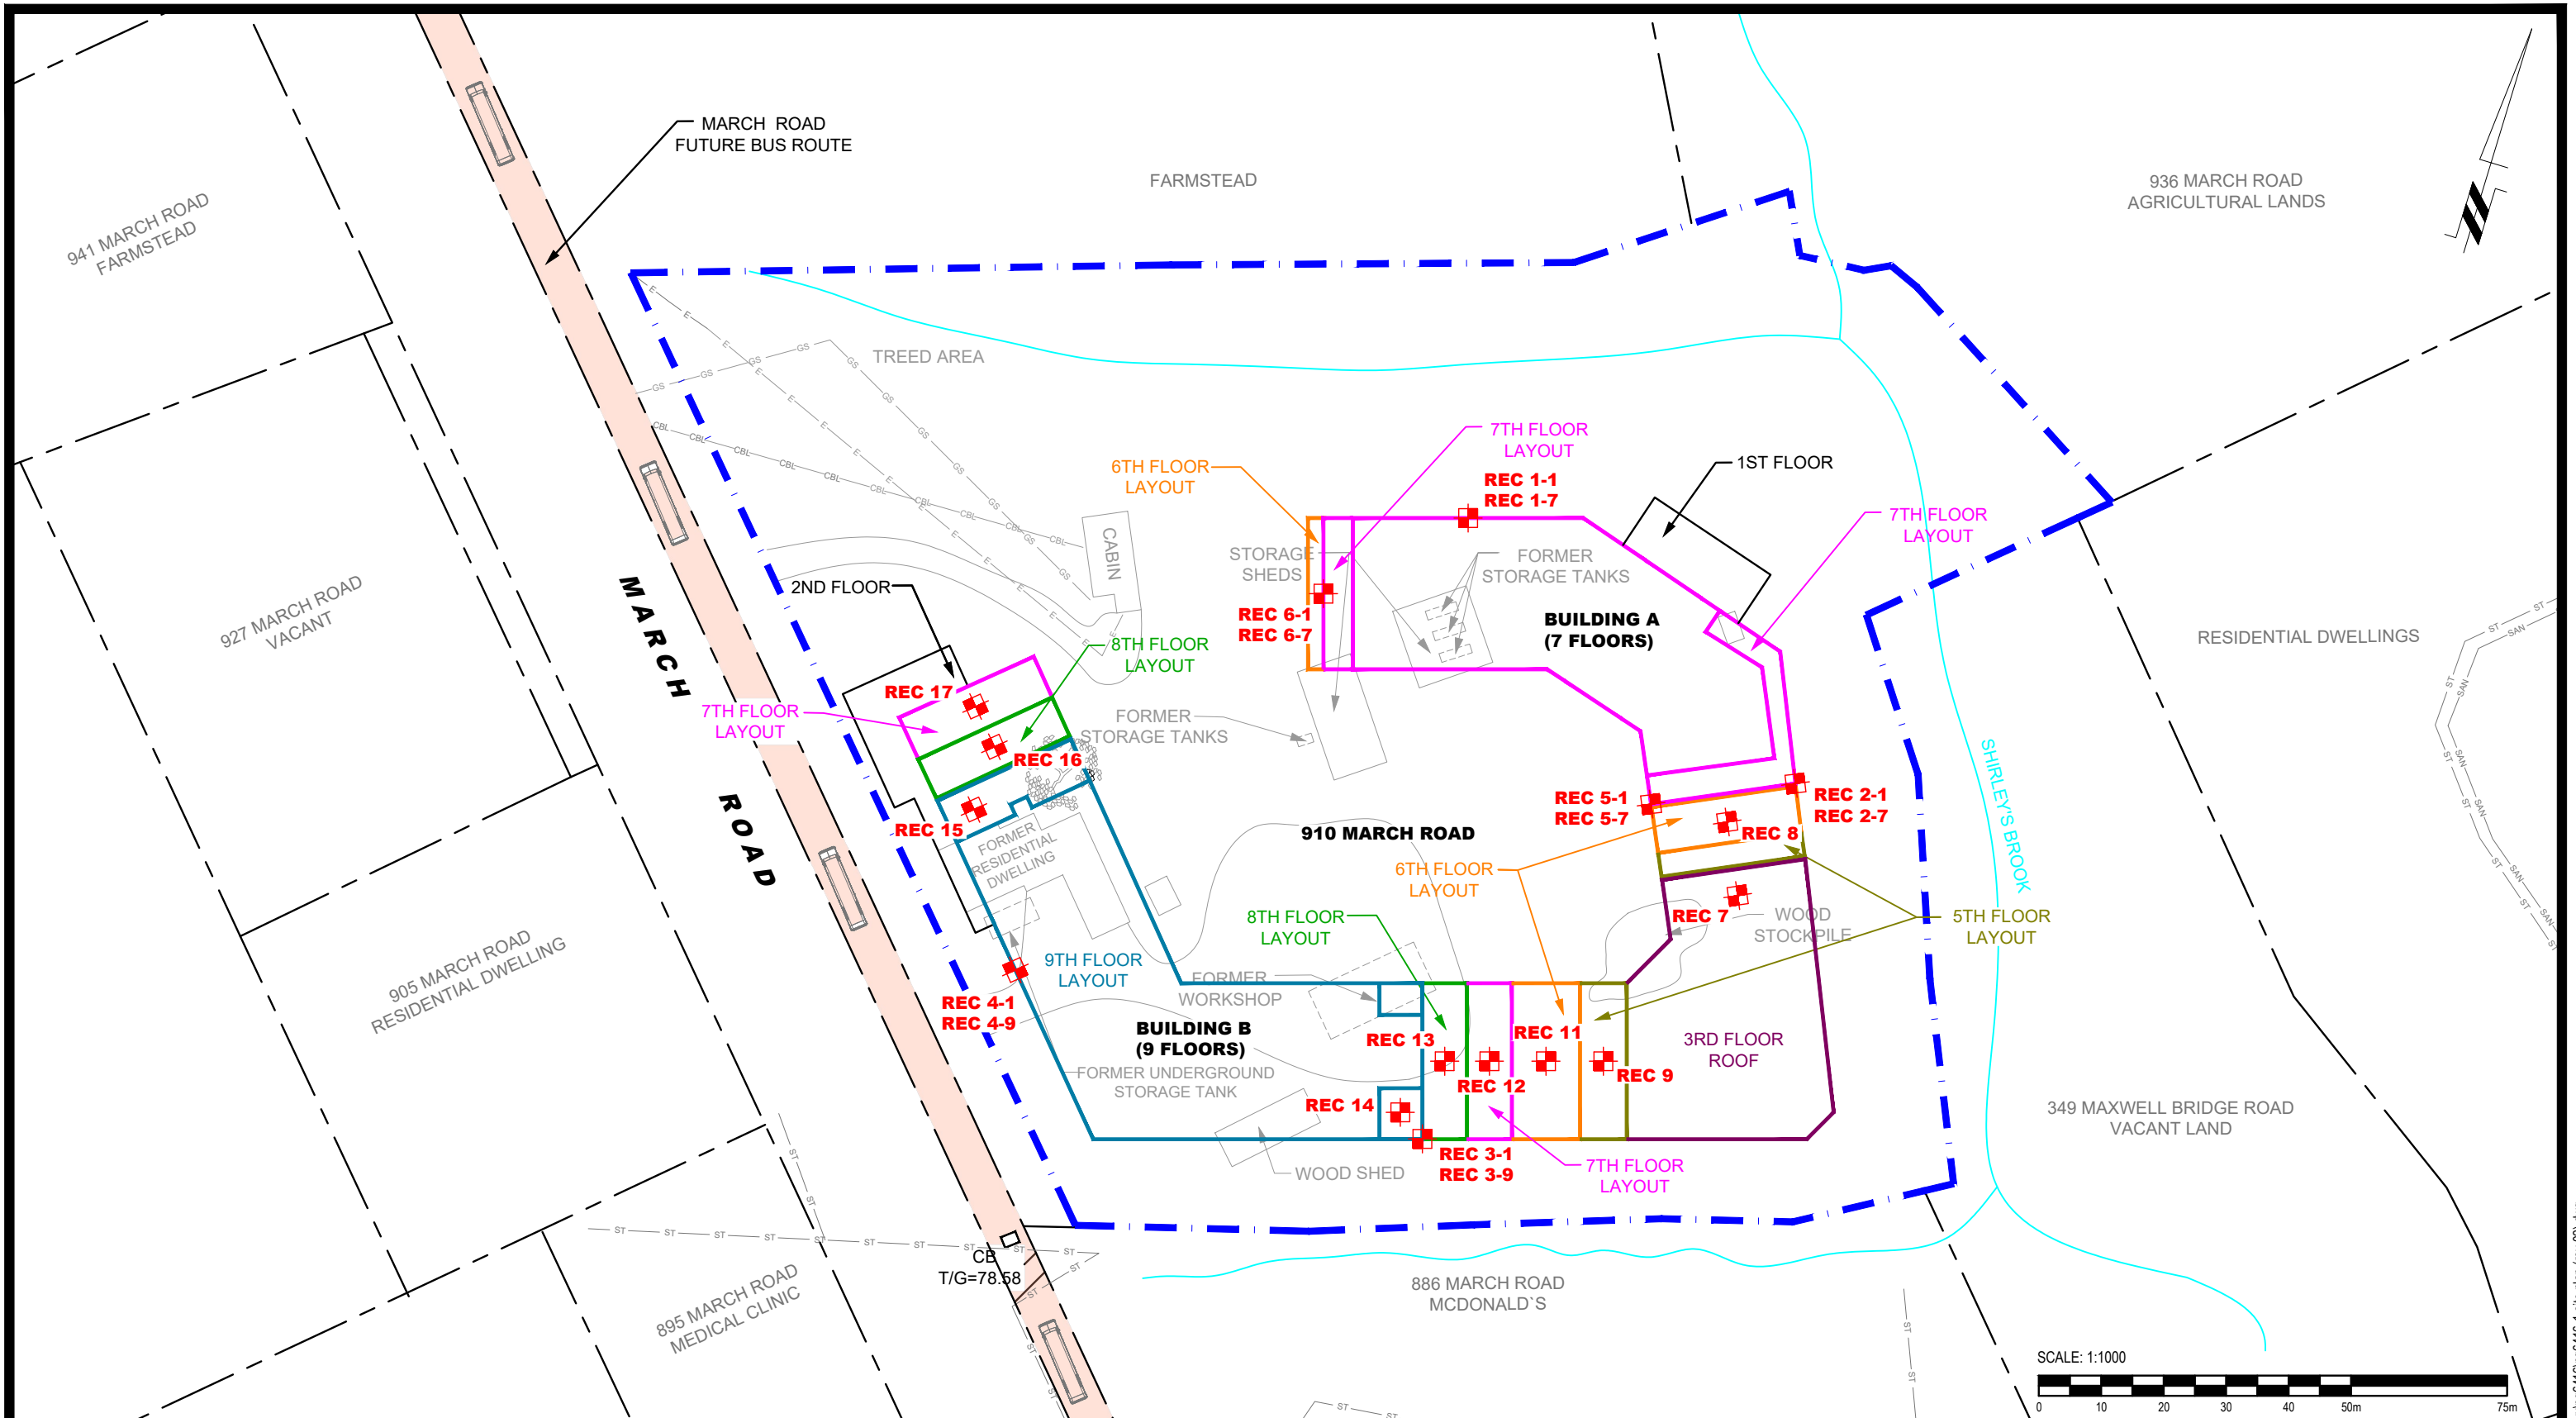 MARCH ROAD
FUTURE BUS ROUTE
FARMSTEAD
936 MARCH ROAD
AGRICULTURAL LANDS
941 MARCH ROAD
FARMSTEAD
TREED AREA
7TH FLOOR
LAYOUT
6TH FLOOR
LAYOUT
REC 1-1
REC 1-7
1ST FLOOR
7TH FLOOR
LAYOUT
CABIN
STORAGE
SHEDS
FORMER
STORAGE TANKS
927 MARCH ROAD
VACANT
MARCH
ROAD
2ND FLOOR
REC 6-1
REC 6-7
BUILDING A
(7 FLOORS)
RESIDENTIAL DWELLINGS
8TH FLOOR
LAYOUT
REC 17
7TH FLOOR
LAYOUT
FORMER
STORAGE TANKS
REC 16
REC 15
FORMER
RESIDENTIAL
DWELLING
910 MARCH ROAD
REC 5-1
REC 5-7
REC 2-1
REC 2-7
REC 8
SHIRLEY'S BROOK
6TH FLOOR
LAYOUT
8TH FLOOR
LAYOUT
REC 7
WOOD
STOCKPILE
5TH FLOOR
LAYOUT
905 MARCH ROAD
RESIDENTIAL DWELLING
9TH FLOOR
LAYOUT
FORMER
WORKSHOP
REC 4-1
REC 4-9
BUILDING B
(9 FLOORS)
REC 13
REC 11
3RD FLOOR
ROOF
FORMER UNDERGROUND
STORAGE TANK
REC 12
REC 9
REC 14
349 MAXWELL BRIDGE ROAD
VACANT LAND
REC 3-1
REC 3-9
WOOD SHED
7TH FLOOR
LAYOUT
CB
T/G=78.58
895 MARCH ROAD
MEDICAL CLINIC
886 MARCH ROAD
MCDONALD`S
SCALE: 1:1000
0 10 20 30 40 50m 75m